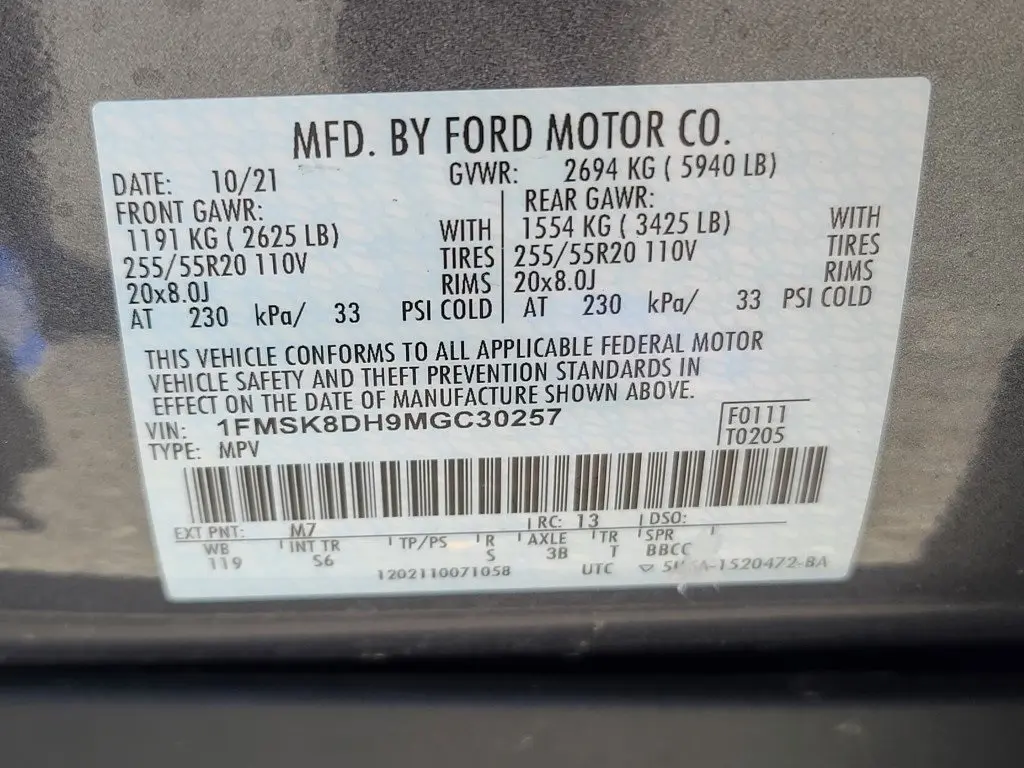 MFD. BY FORD MOTOR CO.
DATE: 10/21 GVWR: 2694 KG ( 5940 LB)
FRONT GAWR: REAR GAWR:
1191 KG ( 2625 LB) WITH 1554 KG ( 3425 LB) WITH
255/55R20 110V TIRES 255/55R20 110V TIRES
20x8.0J RIMS 20x8.0J RIMS
AT 230 kPa/ 33 PSI COLD AT 230 kPa/ 33 PSI COLD
THIS VEHICLE CONFORMS TO ALL APPLICABLE FEDERAL MOTOR
VEHICLE SAFETY AND THEFT PREVENTION STANDARDS IN
EFFECT ON THE DATE OF MANUFACTURE SHOWN ABOVE.
VIN: 1FMSK8DH9MGC30257 F0111
TYPE: MPV T0205
EXT PNT: M7 RC: 13 DSO:
WB INT TR TP/PS R AXLE TR SPR
119 S6 S 3B T BBCC
1202110071058 UTC